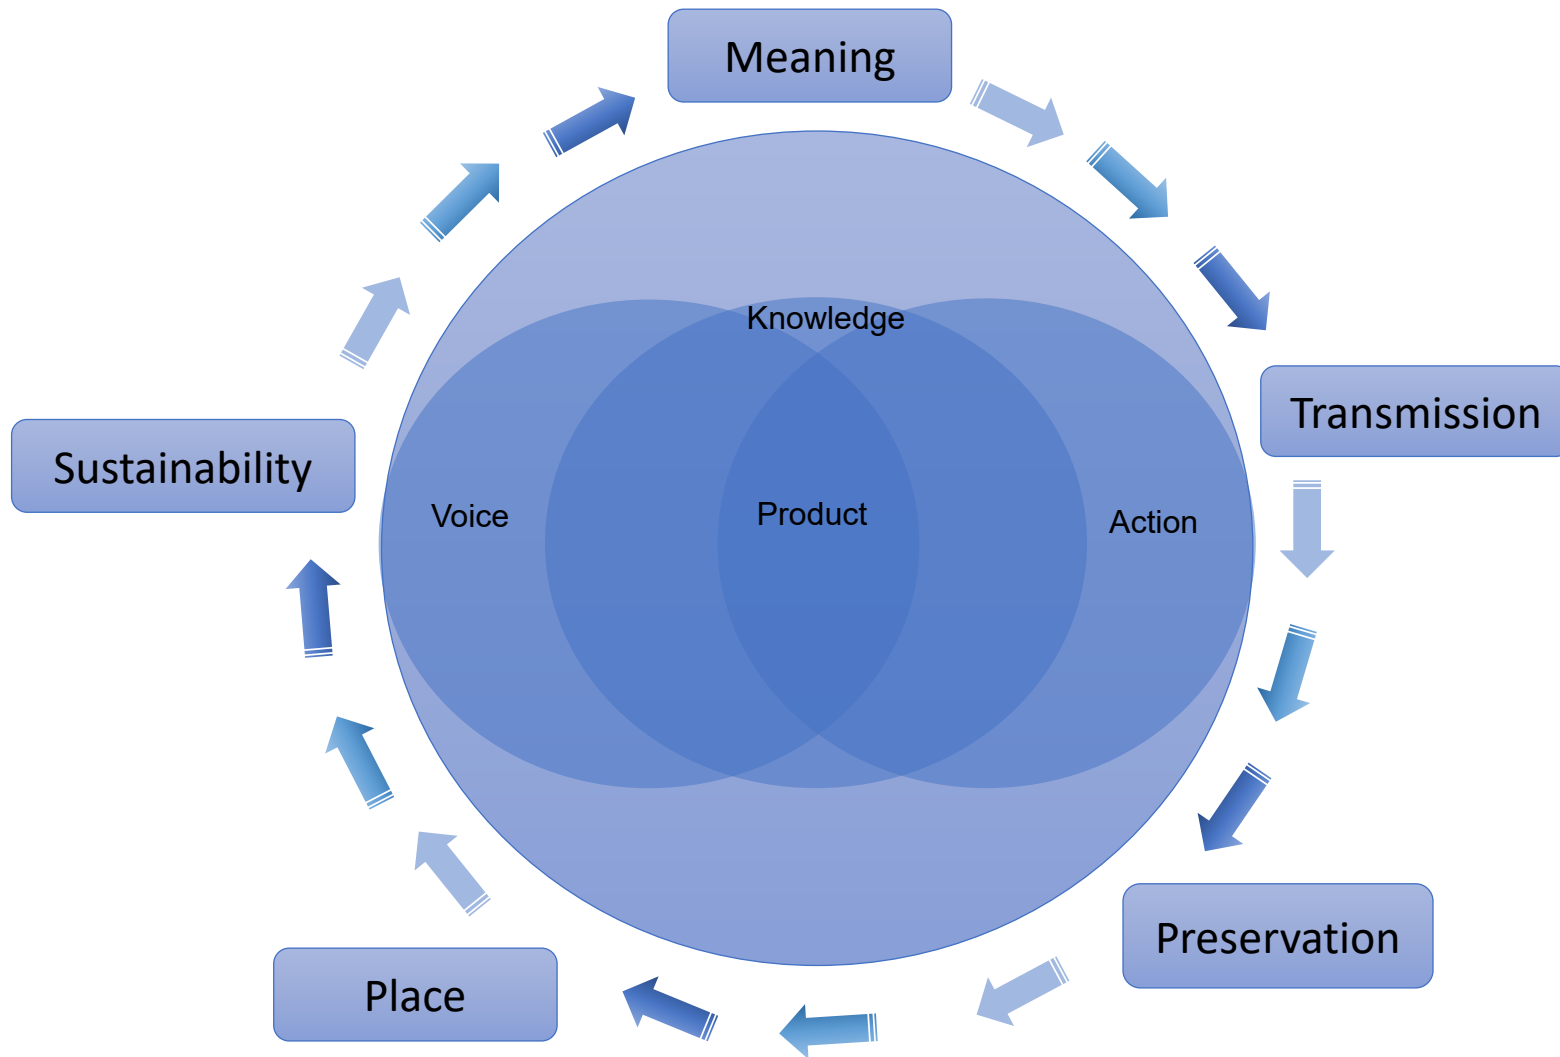 Meaning
Knowledge
Transmission
Sustainability
Voice
Product
Action
Preservation
Place